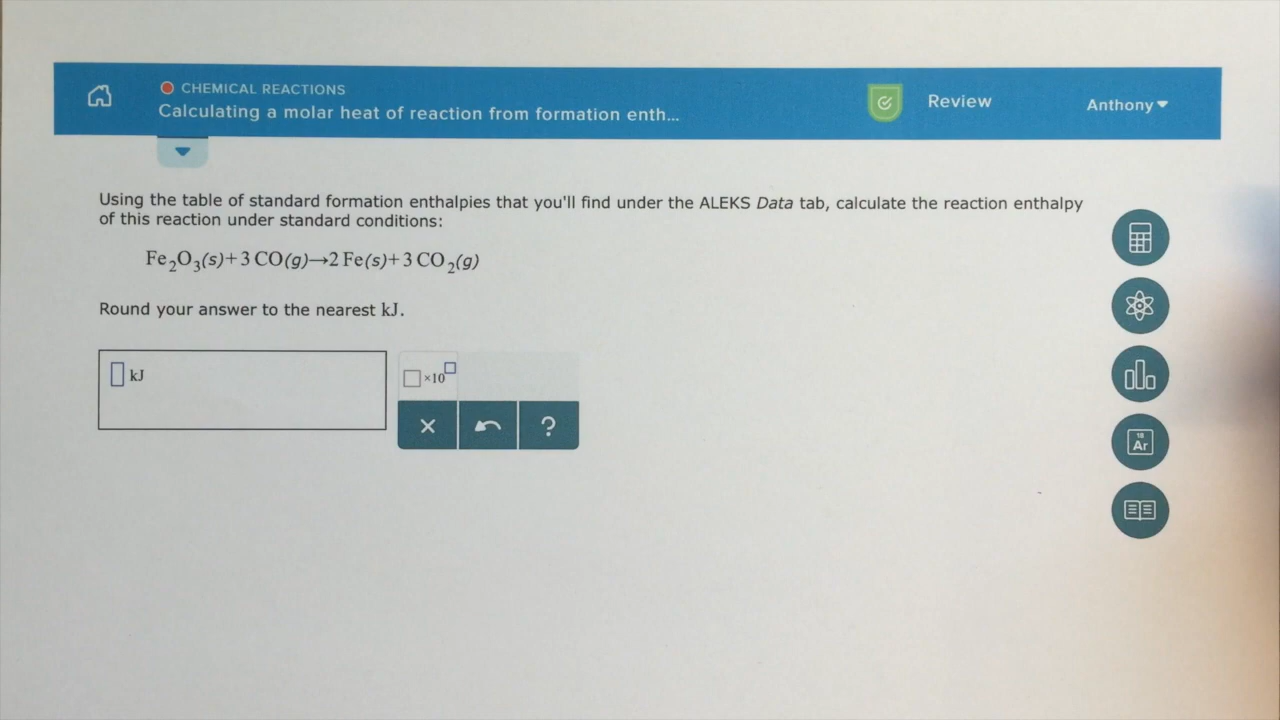 CHEMICAL REACTIONS
Calculating a molar heat of reaction from formation enth...
Review
Anthony
Using the table of standard formation enthalpies that you'll find under the ALEKS Data tab, calculate the reaction enthalpy
of this reaction under standard conditions:
Fe₂O₃(s)+3 CO(g)→2 Fe(s)+3 CO₂(g)
Round your answer to the nearest kJ.
kJ
×10
?
18
Ar